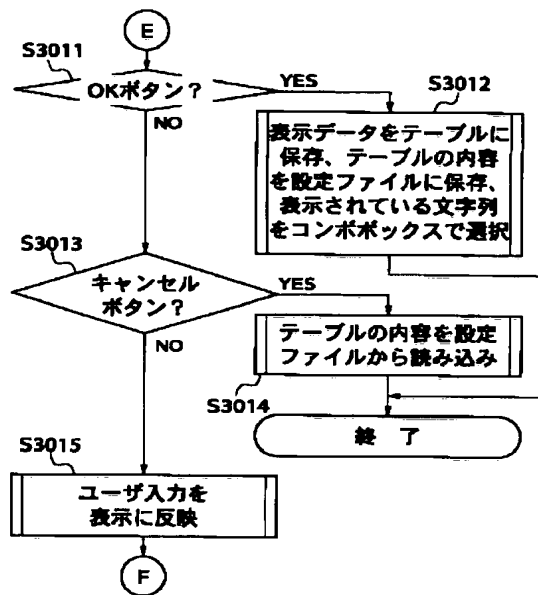 E
S3011
OKボタン？
YES
NO
S3012
表示データをテーブルに
保存、テーブルの内容
を設定ファイルに保存、
表示されている文字列
をコンボボックスで選択
S3013
キャンセル
ボタン？
YES
NO
テーブルの内容を設定
ファイルから読み込み
S3014
終 了
S3015
ユーザ入力を
表示に反映
F